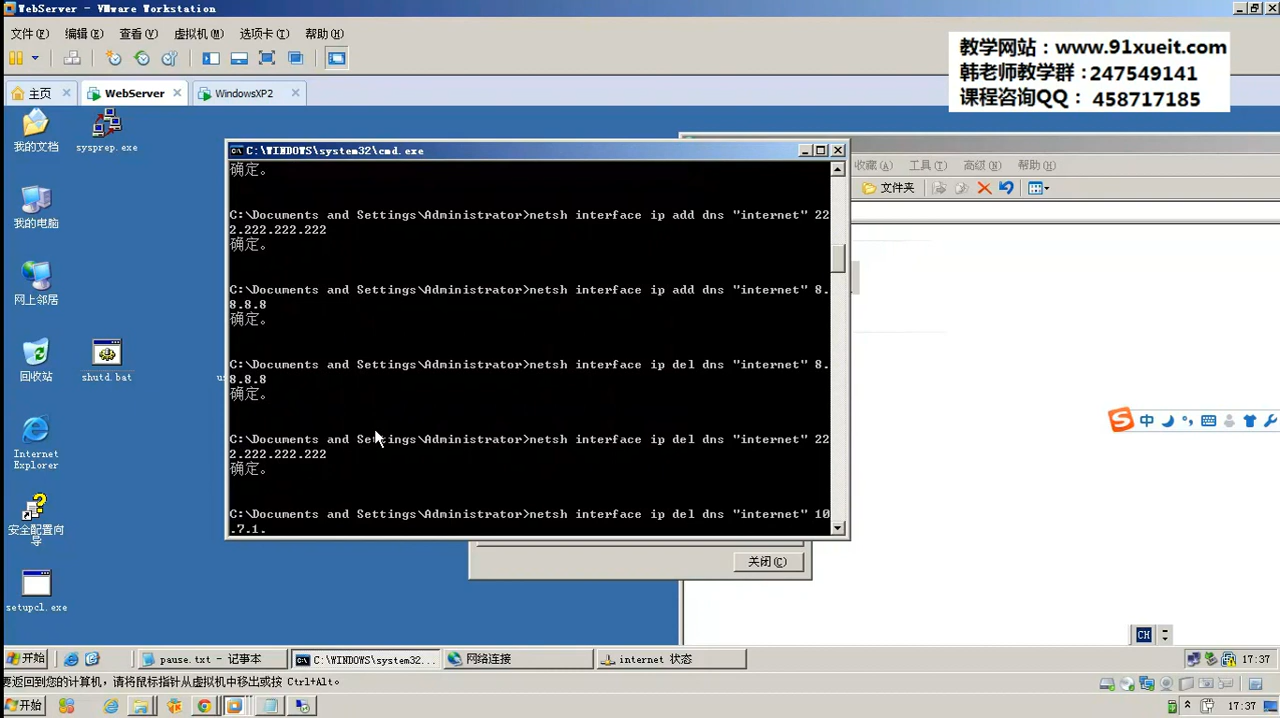 WebServer - VMware Workstation
文件(F) 编辑(E) 查看(V) 虚拟机(M) 选项卡(T) 帮助(H)
教学网站：www.91xueit.com
韩老师教学群：247549141
课程咨询QQ： 458717185
主页 WebServer WindowsXP2
我的文档
sysprep.exe
我的电脑
网上邻居
回收站
shutd.bat
Internet
Explorer
安全配置向
导
setupcl.exe
C:\WINDOWS\system32\cmd.exe
确定。
C:\Documents and Settings\Administrator>netsh interface ip add dns "internet" 22
2.222.222.222
确定。
C:\Documents and Settings\Administrator>netsh interface ip add dns "internet" 8.
8.8.8
确定。
C:\Documents and Settings\Administrator>netsh interface ip del dns "internet" 8.
8.8.8
确定。
C:\Documents and Settings\Administrator>netsh interface ip del dns "internet" 22
2.222.222.222
确定。
C:\Documents and Settings\Administrator>netsh interface ip del dns "internet" 10
.7.1.
收藏(A) 工具(T) 高级(N) 帮助(H)
文件夹
中
关闭(C)
CH
开始 pause.txt - 记事本 C:\WINDOWS\system32... 网络连接 internet 状态 17:37
要返回到您的计算机，请将鼠标指针从虚拟机中移出或按 Ctrl+Alt。
开始 17:37